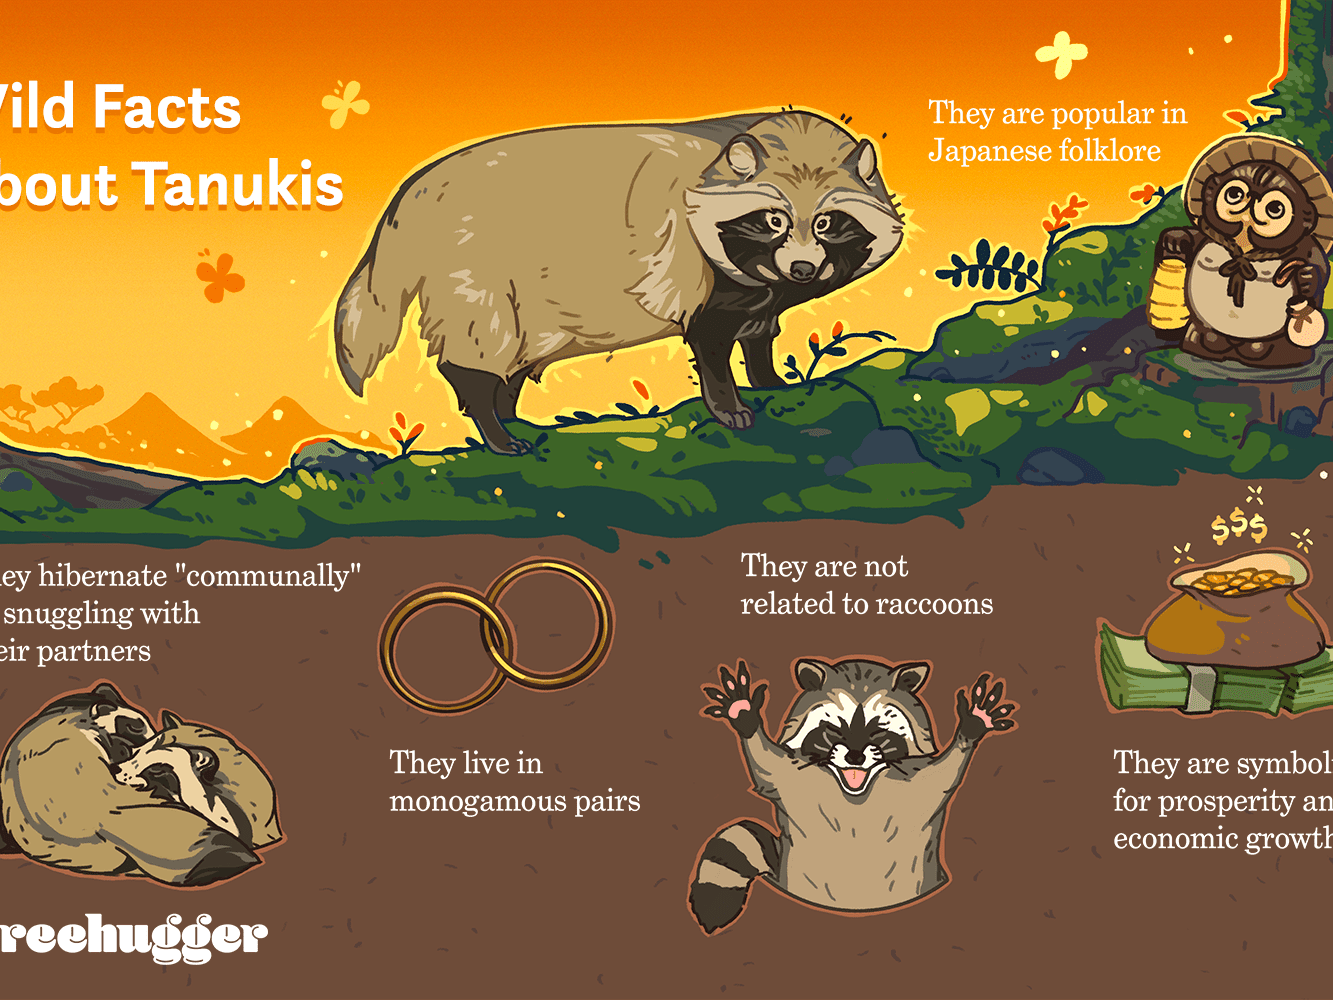 Wild Facts
bout Tanukis
They are popular in
Japanese folklore
ey hibernate "communally"
snuggling with
eir partners
They are not
related to raccoons
$$$
They live in
monogamous pairs
They are symbol
for prosperity an
economic growth
reehugger